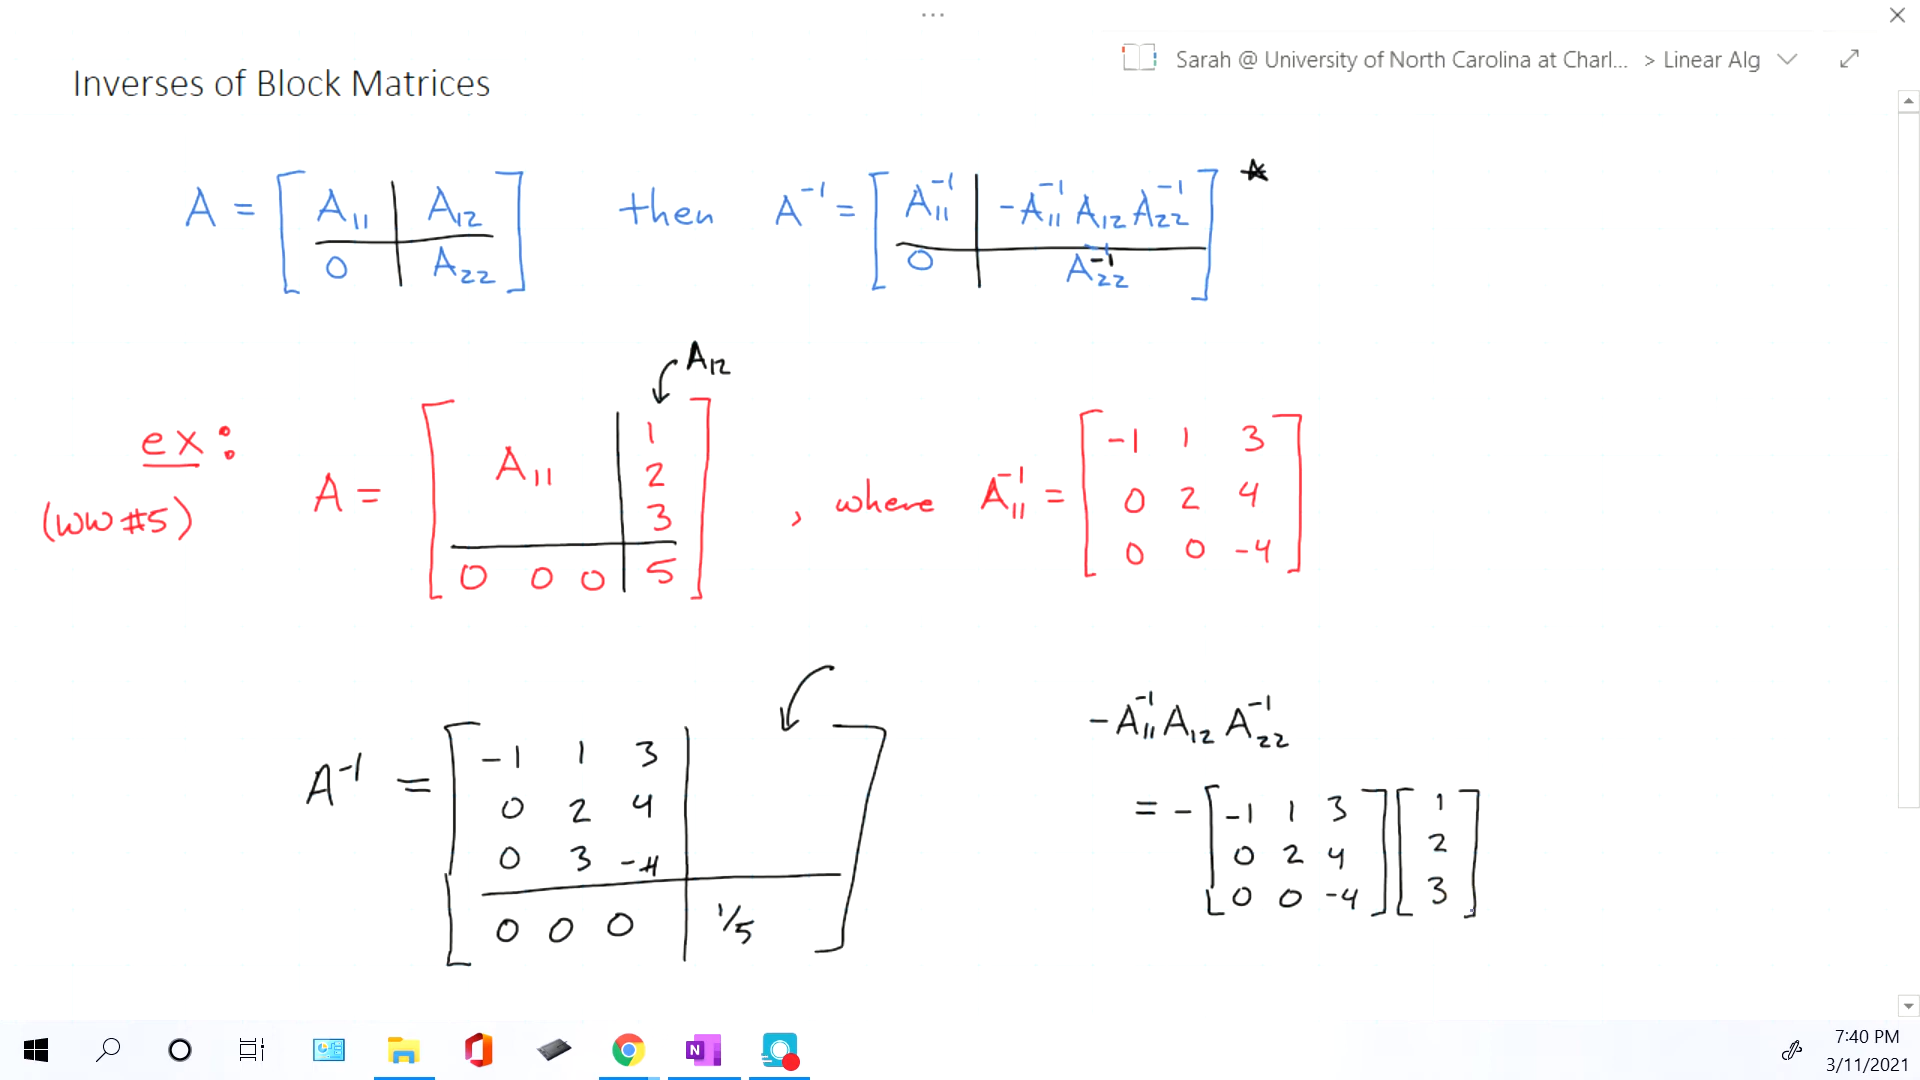 ...
Sarah @ University of North Carolina at Charl... > Linear Alg
Inverses of Block Matrices
A = [ A₁₁ | A₁₂ ; 0 | A₂₂ ] then A⁻¹ = [ A₁₁⁻¹ | -A₁₁⁻¹ A₁₂ A₂₂⁻¹ ; 0 | A₂₂⁻¹ ] ★
A₁₂
ex:
(WW #5)
A = [ A₁₁ | 1 2 3 ; 0 0 0 | 5 ] , where A₁₁⁻¹ = [ -1 1 3 ; 0 2 4 ; 0 0 -4 ]
A⁻¹ = [ -1 1 3 | ; 0 2 4 | ; 0 3 -4 | ; 0 0 0 | 1/5 ]
-A₁₁⁻¹ A₁₂ A₂₂⁻¹
= - [ -1 1 3 ; 0 2 4 ; 0 0 -4 ] [ 1 ; 2 ; 3 ]
N
7:40 PM
3/11/2021